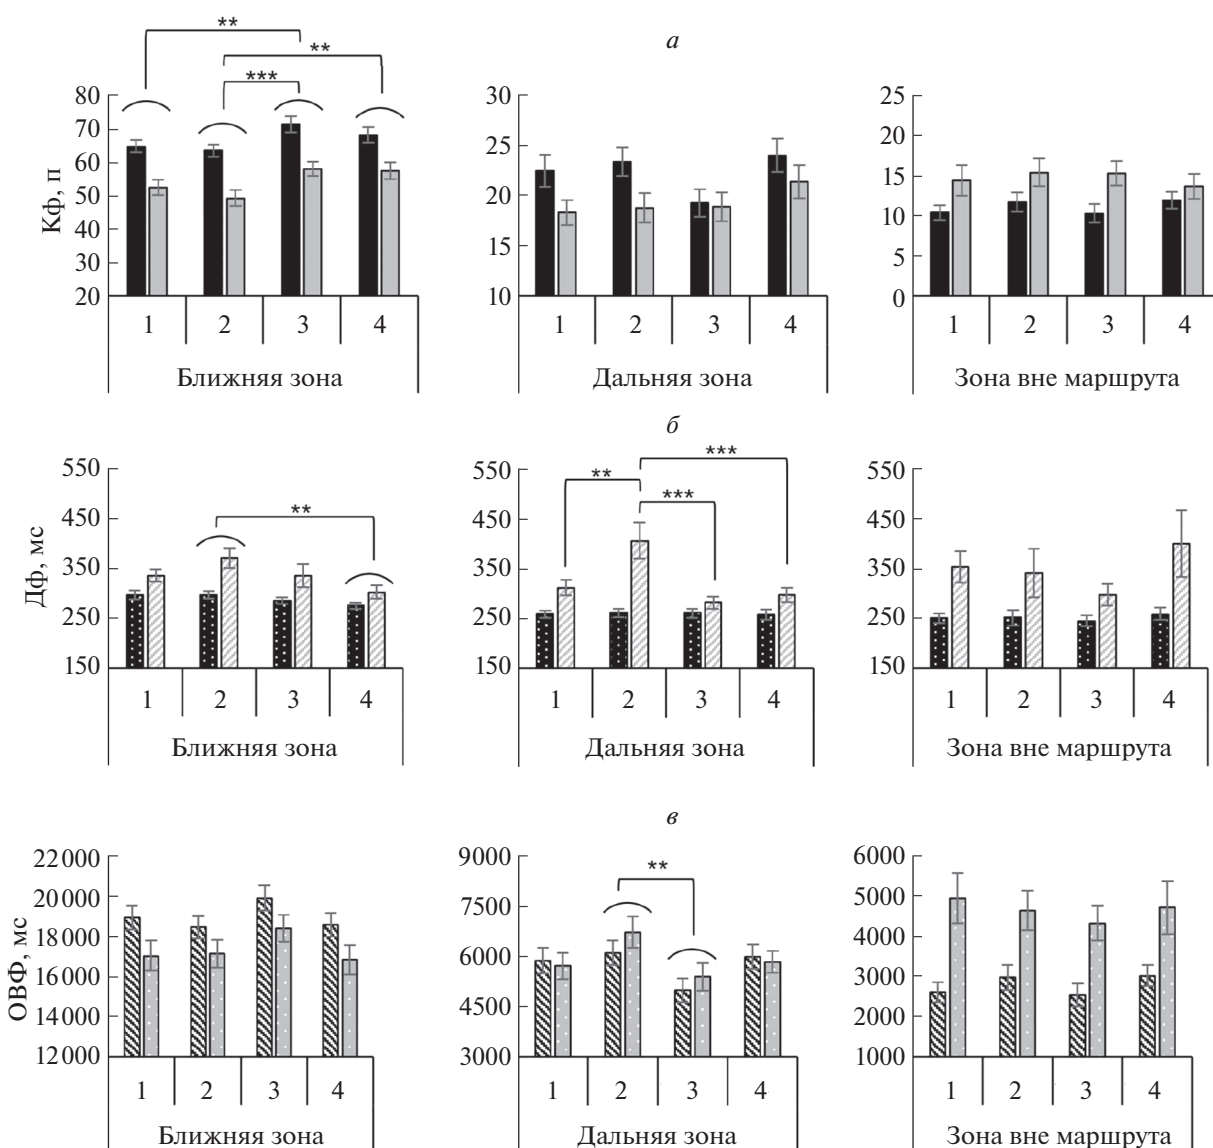 а
**
**
***
Кф, п
80
70
60
50
40
30
20
1 2 3 4
Ближняя зона
30
25
20
15
10
1 2 3 4
Дальняя зона
25
20
15
10
5
0
1 2 3 4
Зона вне маршрута
б
Дф, мс
550
450
350
250
150
**
1 2 3 4
Ближняя зона
550
450
350
250
150
***
**
***
1 2 3 4
Дальняя зона
550
450
350
250
150
1 2 3 4
Зона вне маршрута
в
ОВФ, мс
22 000
20 000
18 000
16 000
14 000
12 000
1 2 3 4
Ближняя зона
9000
7500
6000
4500
3000
**
1 2 3 4
Дальняя зона
6000
5000
4000
3000
2000
1000
1 2 3 4
Зона вне маршрута